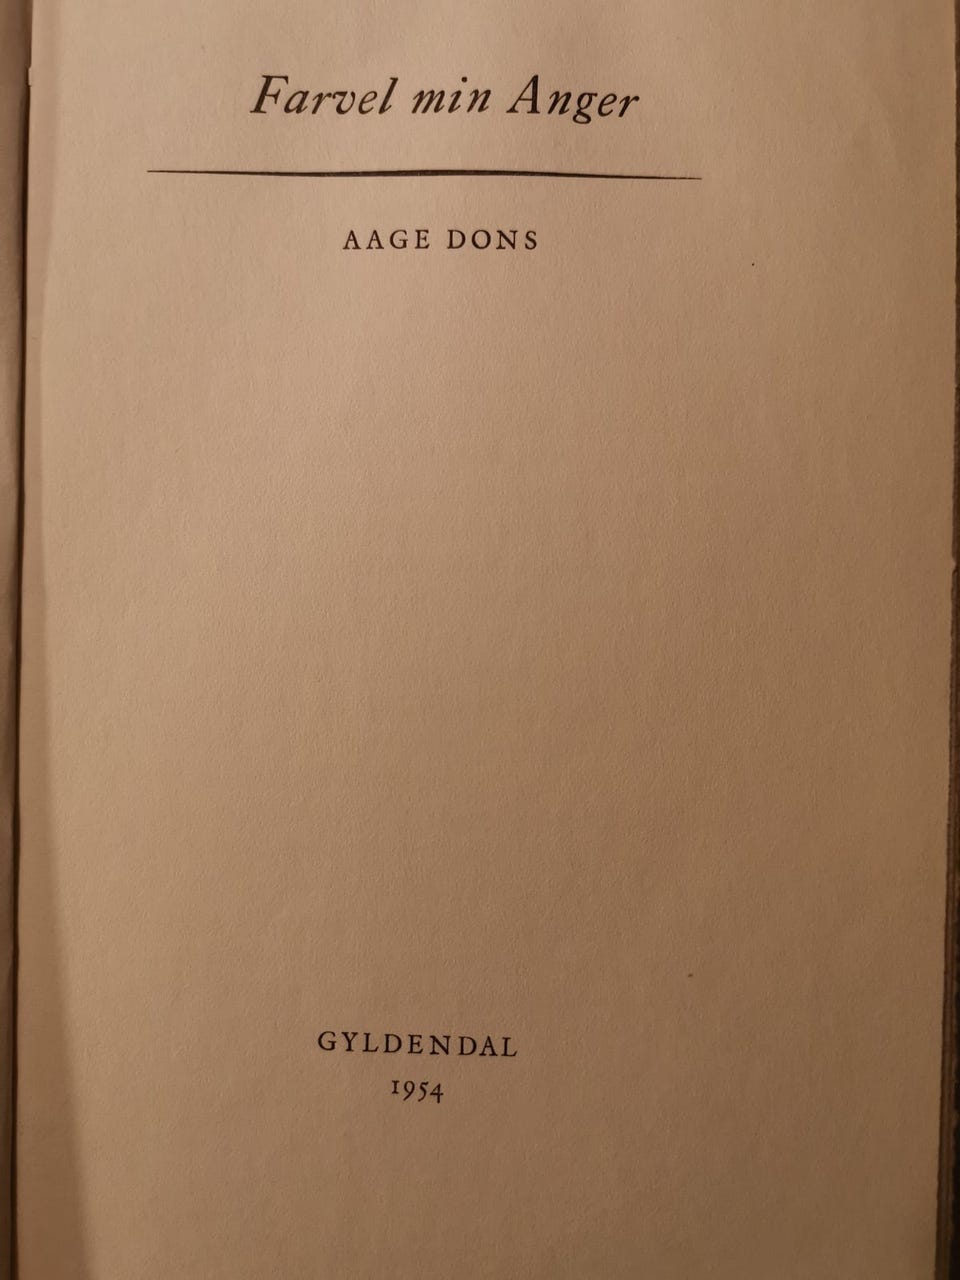 Farvel min Anger
AAGE DONS
GYLDENDAL
1954